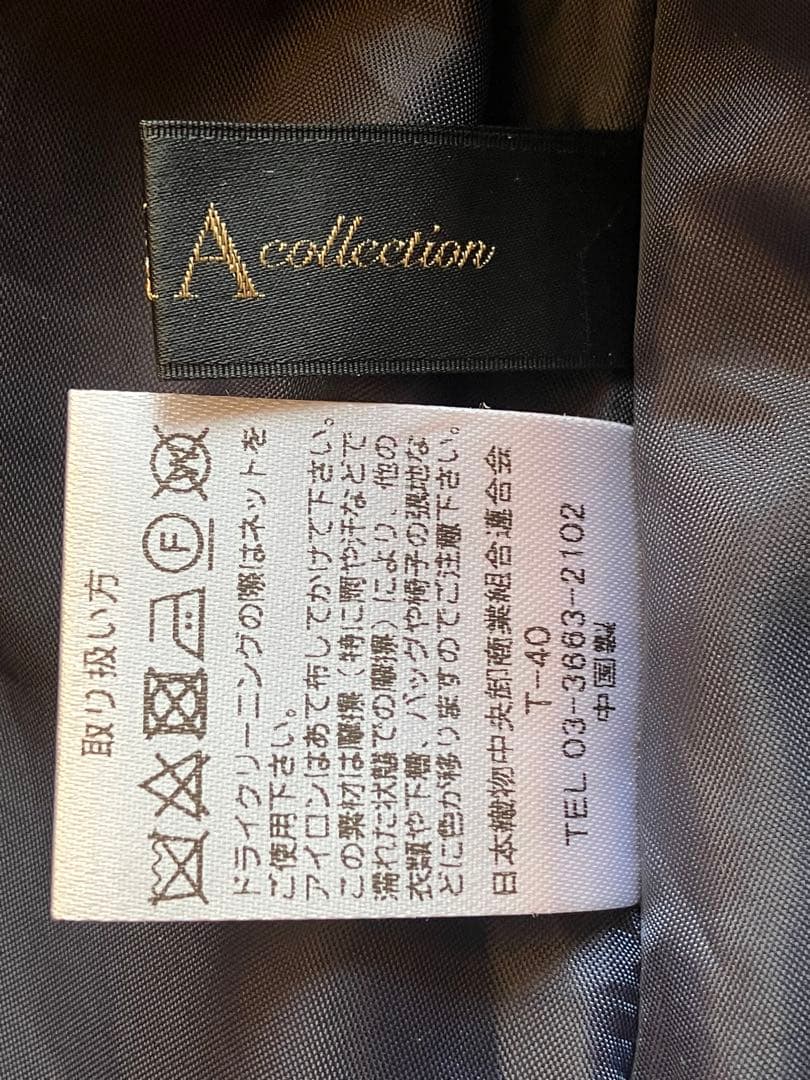 A collection
取り扱い方
W
F
ドライクリーニングの際はネットを
ご使用下さい。
アイロンはあて布してかけて下さい。
この素材は摩擦（特に雨や汗などで
濡れた状態での摩擦）により、他の
衣類や下着、バッグや椅子の張地な
どに色が移りますのでご注意下さい。
日本織物中央卸商業組合連合会
T-40
TEL 03-3663-2102
中国製